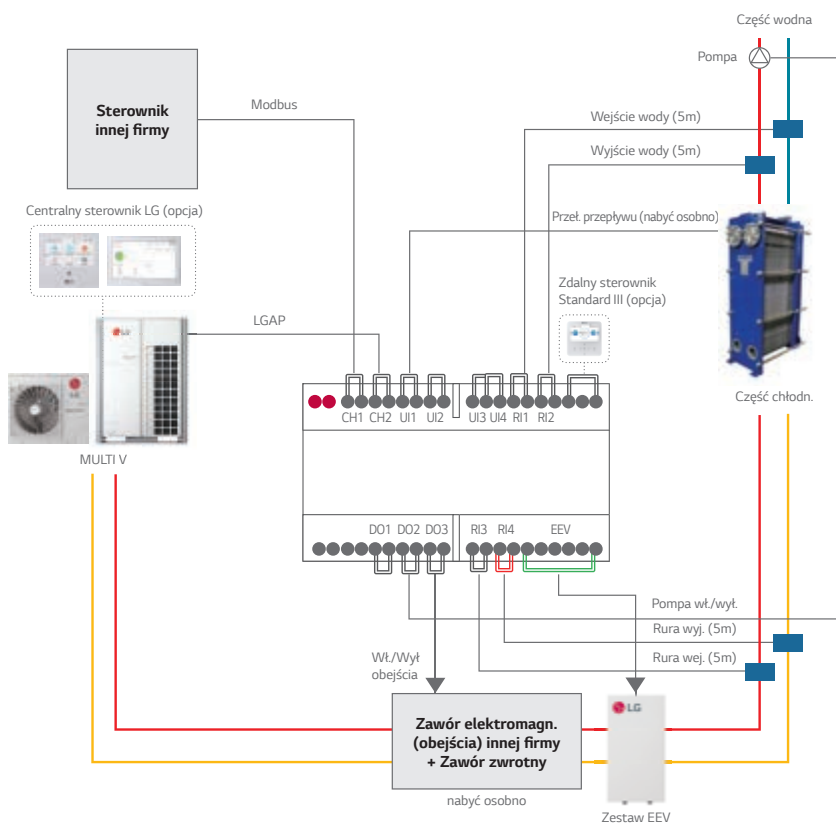 Część wodna
Pompa
Sterownik
innej firmy
Modbus
Wejście wody (5m)
Wyjście wody (5m)
Centralny sterownik LG (opcja)
Przeł. przepływu (nabyć osobno)
Zdalny sterownik
Standard III (opcja)
LGAP
LG
LG
CH1 CH2 UI1 UI2 UI3 UI4 RI1 RI2
Część chłodn.
MULTI V
DO1 DO2 DO3 RI3 RI4 EEV
Pompa wł./wył.
Rura wyj. (5m)
Wł./Wył
obejścia
Rura wej. (5m)
Zawór elektromagn.
(obejścia) innej firmy
+ Zawór zwrotny
LG
nabyć osobno
Zestaw EEV